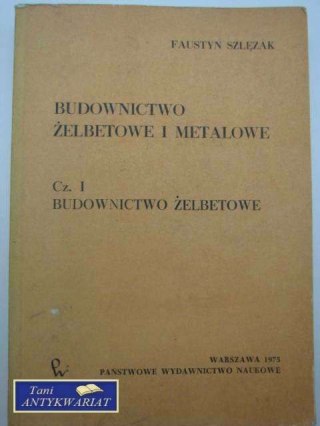 FAUSTYN SZLĘZAK
BUDOWNICTWO
ŻELBETOWE I METALOWE
Cz. I
BUDOWNICTWO ŻELBETOWE
WARSZAWA 1975
PAŃSTWOWE WYDAWNICTWO NAUKOWE
Tani
ANTYKWARIAT